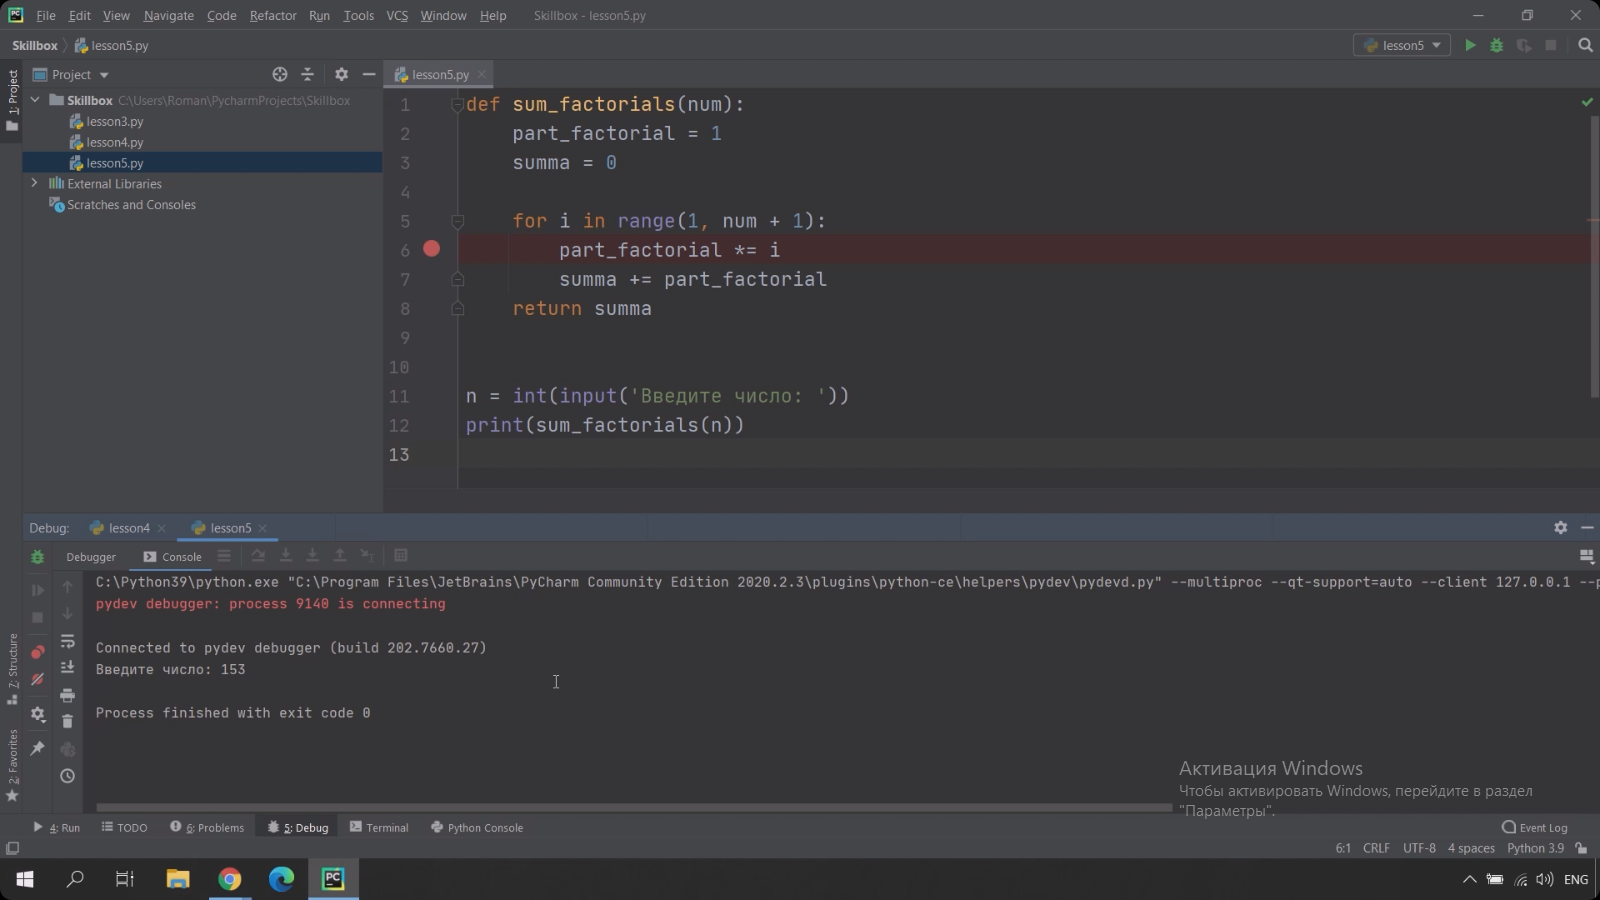 File Edit View Navigate Code Refactor Run Tools VCS Window Help Skillbox - lesson5.py
Skillbox lesson5.py lesson5
1: Project
Project
lesson5.py
Skillbox C:\Users\Roman\PycharmProjects\Skillbox
lesson3.py
lesson4.py
lesson5.py
External Libraries
Scratches and Consoles
1 def sum_factorials(num):
2 part_factorial = 1
3 summa = 0
4
5 for i in range(1, num + 1):
6 part_factorial *= i
7 summa += part_factorial
8 return summa
9
10
11 n = int(input('Введите число: '))
12 print(sum_factorials(n))
13
Debug: lesson4 lesson5
Debugger Console
C:\Python39\python.exe "C:\Program Files\JetBrains\PyCharm Community Edition 2020.2.3\plugins\python-ce\helpers\pydev\pydevd.py" --multiproc --qt-support=auto --client 127.0.0.1 --p
pydev debugger: process 9140 is connecting
Connected to pydev debugger (build 202.7660.27)
Введите число: 153
Process finished with exit code 0
7: Structure
2: Favorites
Активация Windows
Чтобы активировать Windows, перейдите в раздел
"Параметры".
4: Run TODO 6: Problems 5: Debug Terminal Python Console Event Log
6:1 CRLF UTF-8 4 spaces Python 3.9
PC
ENG